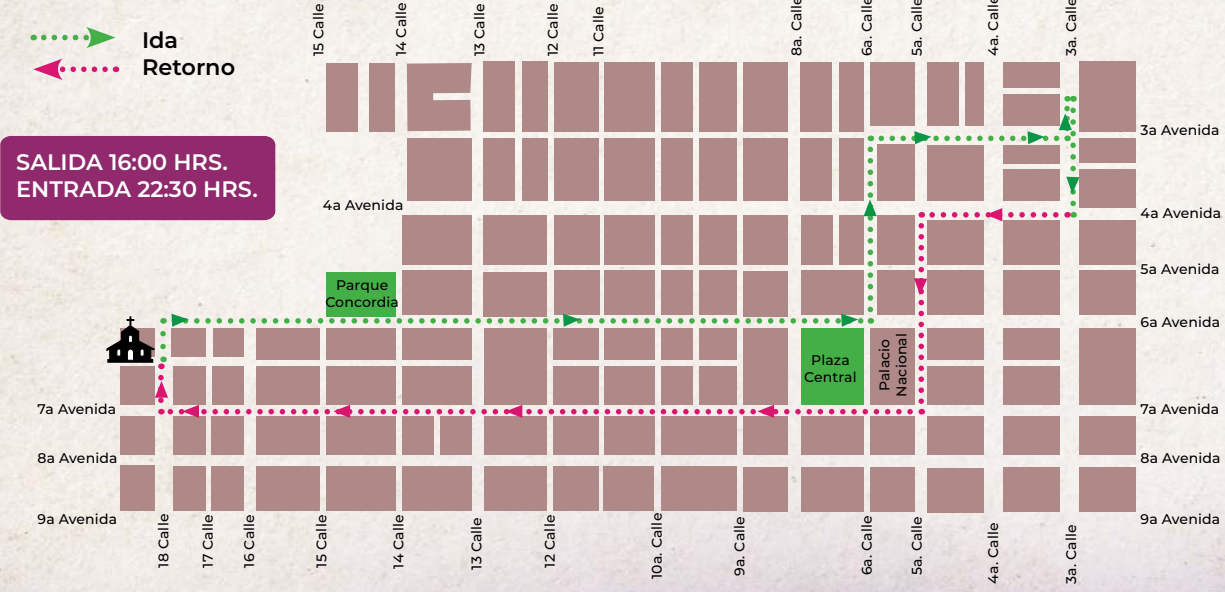 Ida
Retorno
SALIDA 16:00 HRS.
ENTRADA 22:30 HRS.
15 Calle
14 Calle
13 Calle
12 Calle
11 Calle
8a. Calle
6a. Calle
5a. Calle
4a. Calle
3a. Calle
3a Avenida
4a Avenida
4a Avenida
5a Avenida
Parque
Concordia
6a Avenida
Plaza
Central
Palacio
Nacional
7a Avenida
7a Avenida
8a Avenida
8a Avenida
9a Avenida
9a Avenida
18 Calle
17 Calle
16 Calle
15 Calle
14 Calle
13 Calle
12 Calle
10a. Calle
9a. Calle
6a. Calle
5a. Calle
4a. Calle
3a. Calle